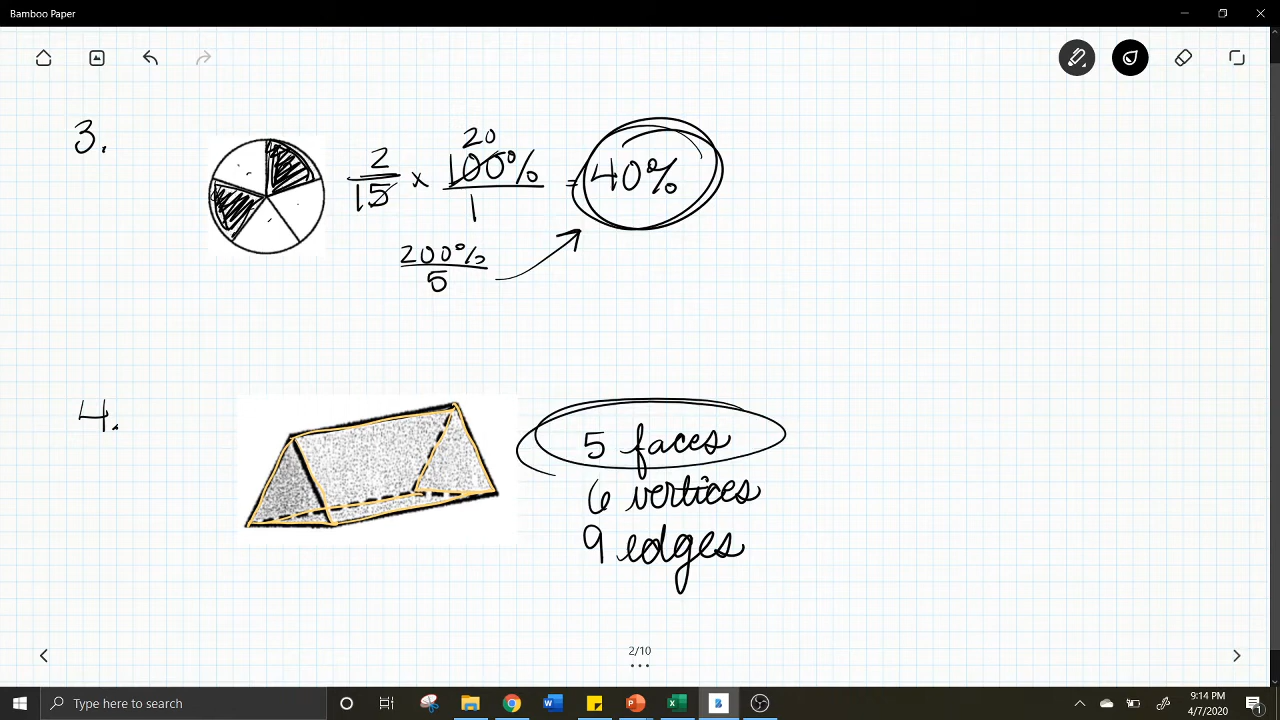 Bamboo Paper
3.
20
2/15 x 100%/1 = 40%
200%/5
4.
5 faces
6 vertices
9 edges
2/10
Type here to search
9:14 PM
4/7/2020
1